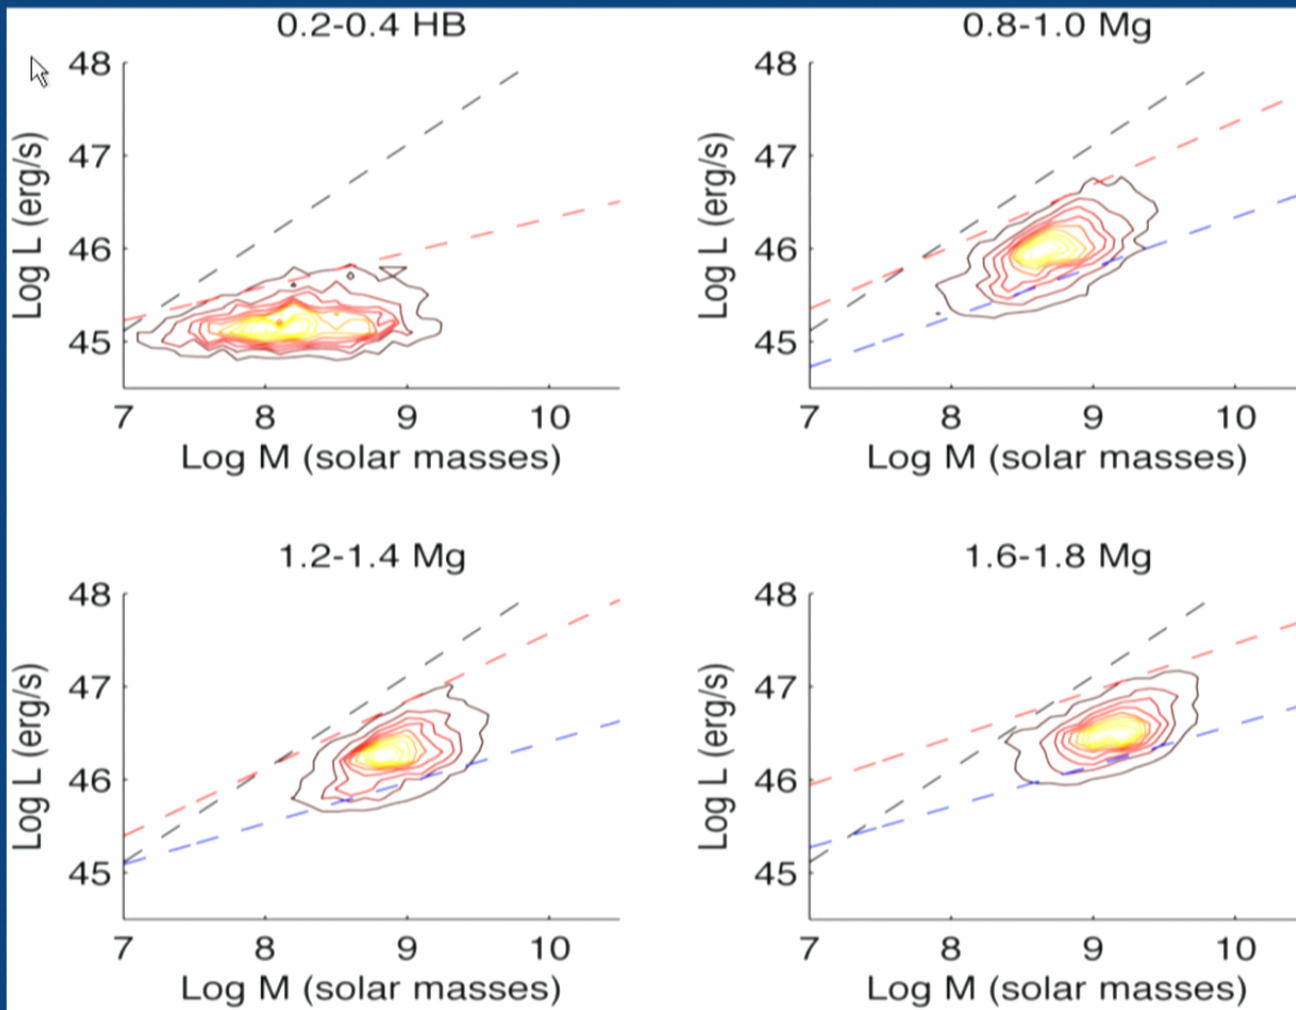 0.2-0.4 HB
48
47
46
45
Log L (erg/s)
7 8 9 10
Log M (solar masses)
0.8-1.0 Mg
48
47
46
45
Log L (erg/s)
7 8 9 10
Log M (solar masses)
1.2-1.4 Mg
48
47
46
45
Log L (erg/s)
7 8 9 10
Log M (solar masses)
1.6-1.8 Mg
48
47
46
45
Log L (erg/s)
7 8 9 10
Log M (solar masses)